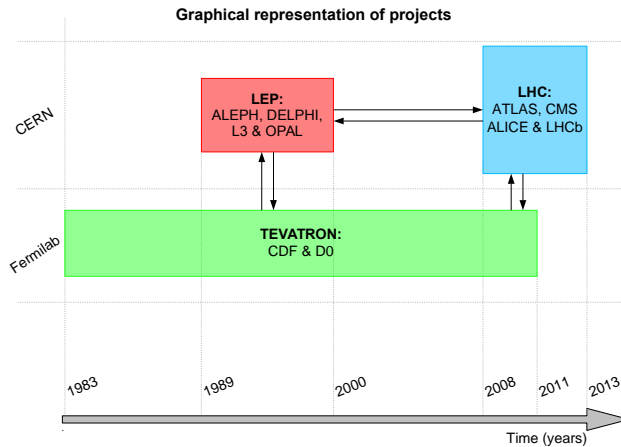 Graphical representation of projects
CERN
LEP:
ALEPH, DELPHI,
L3 & OPAL
LHC:
ATLAS, CMS
ALICE & LHCb
Fermilab
TEVATRON:
CDF & D0
1983
1989
2000
2008
2011
2013
Time (years)